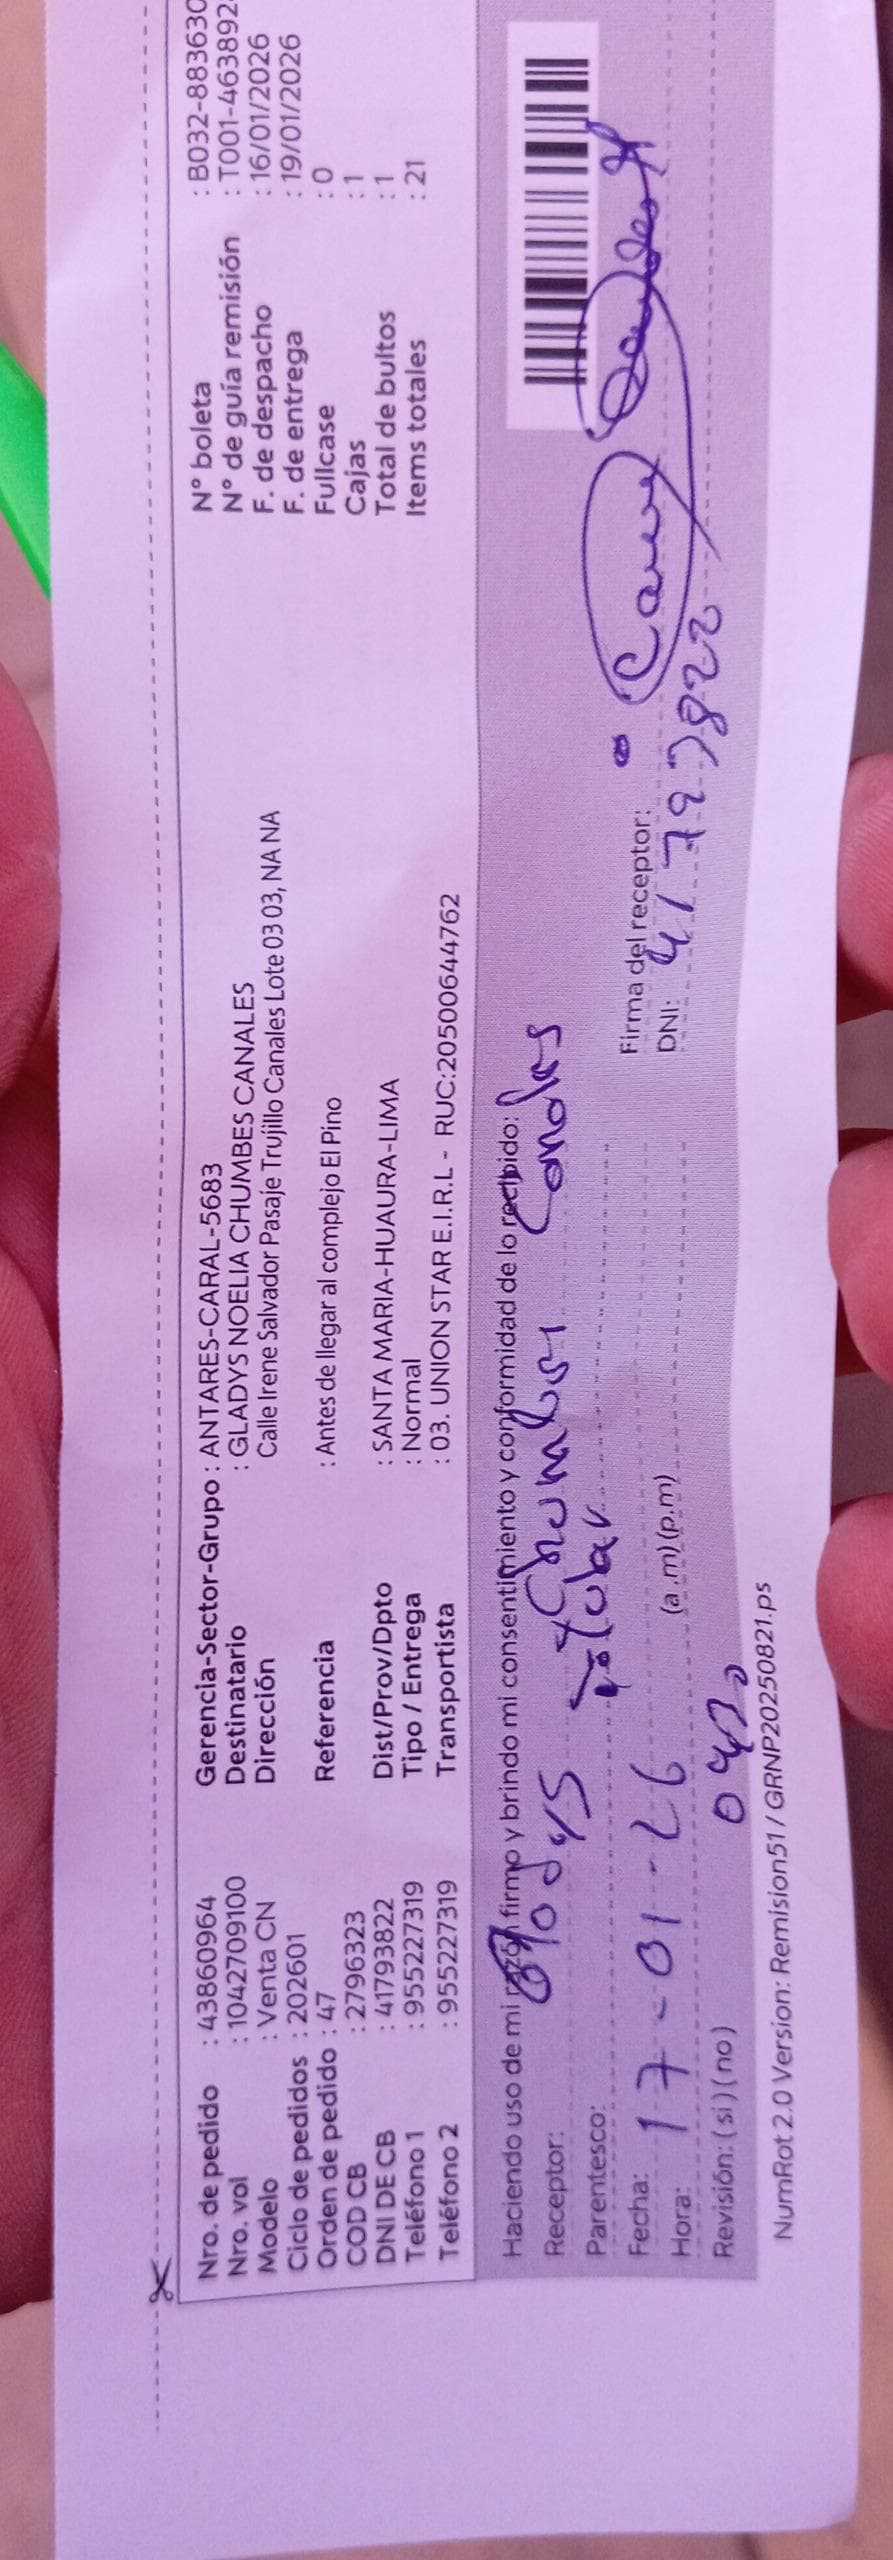 Nro. de pedido : 43860964
Nro. vol : 1042709100
Modelo : Venta CN
Ciclo de pedidos : 202601
Orden de pedido : 47
COD CB : 2796323
DNI DE CB : 41793822
Teléfono 1 : 955227319
Teléfono 2 : 955227319
Gerencia-Sector-Grupo : ANTARES-CARAL-5683
Destinatario : GLADYS NOELIA CHUMBES CANALES
Dirección Calle Irene Salvador Pasaje Trujillo Canales Lote 03 03, NA NA
Referencia : Antes de llegar al complejo El Pino
Dist/Prov/Dpto : SANTA MARIA-HUAURA-LIMA
Tipo / Entrega : Normal
Transportista : 03. UNION STAR E.I.R.L - RUC:20500644762
N° boleta : B032-883630
N° de guía remisión : T001-463892
F. de despacho : 16/01/2026
F. de entrega : 19/01/2026
Fullcase : 0
Cajas : 1
Total de bultos : 1
Items totales : 21
Haciendo uso de mi razón firmo y brindo mi consentimiento y conformidad de lo recibido:
Receptor: Gladys Chumbes Canales
Parentesco: Titular
Fecha: 17-01-26
Hora: (a.m) (p.m)
Revisión: (si) (no)
Firma del receptor:
DNI: 41793822
NumRot 2.0 Version: Remision51 / GRNP20250821.ps